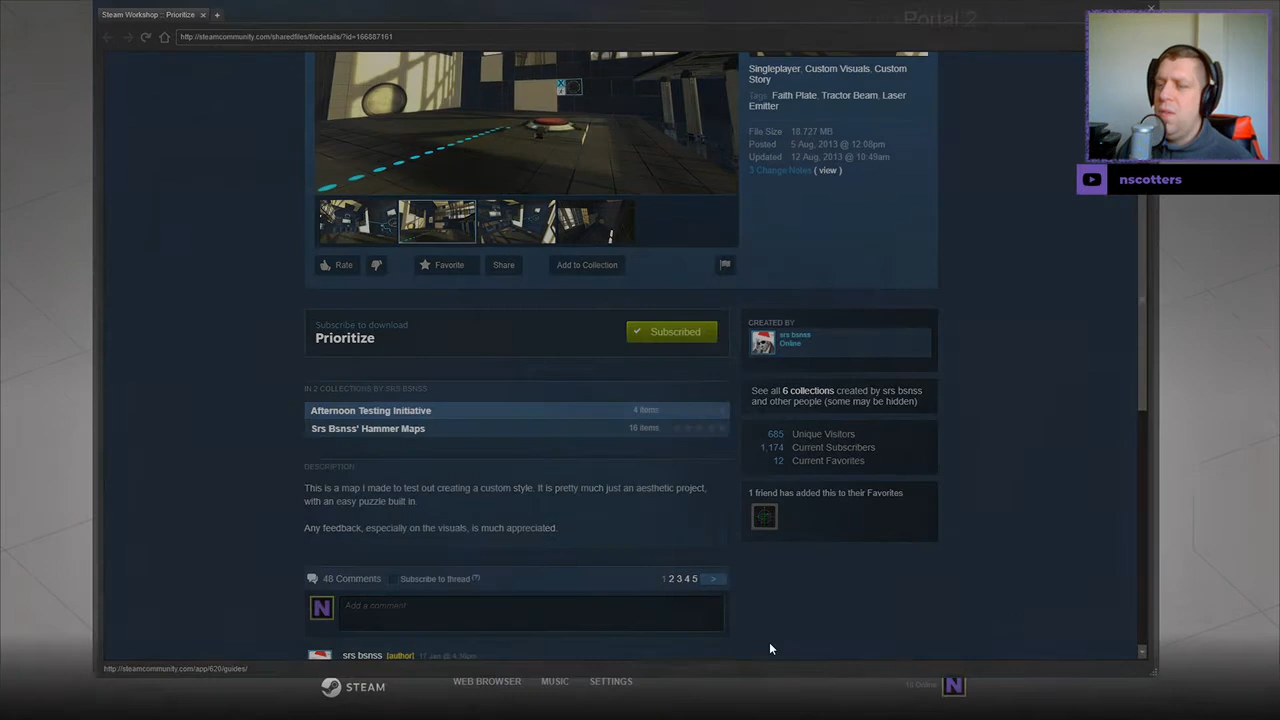 Portal 2
Steam Workshop :: Prioritize
http://steamcommunity.com/sharedfiles/filedetails/?id=166887161
Singleplayer, Custom Visuals, Custom
Story
Tags: Faith Plate, Tractor Beam, Laser
Emitter
File Size 18.727 MB
Posted 5 Aug, 2013 @ 12:08pm
Updated 12 Aug, 2013 @ 10:49am
3 Change Notes ( view )
nscotters
Rate
Favorite
Share
Add to Collection
Subscribe to download
Prioritize
Subscribed
CREATED BY
srs bsnss
Online
IN 2 COLLECTIONS BY SRS BSNSS
Afternoon Testing Initiative 4 items
Srs Bsnss' Hammer Maps 16 items
See all 6 collections created by srs bsnss
and other people (some may be hidden)
685 Unique Visitors
1,174 Current Subscribers
12 Current Favorites
DESCRIPTION
This is a map I made to test out creating a custom style. It is pretty much just an aesthetic project,
with an easy puzzle built in.
Any feedback, especially on the visuals, is much appreciated.
1 friend has added this to their Favorites
48 Comments
Subscribe to thread (?)
1 2 3 4 5 >
N
Add a comment
srs bsnss [author] 17 Jan @ 4:36pm
http://steamcommunity.com/app/620/guides/
STEAM
WEB BROWSER
MUSIC
SETTINGS
N